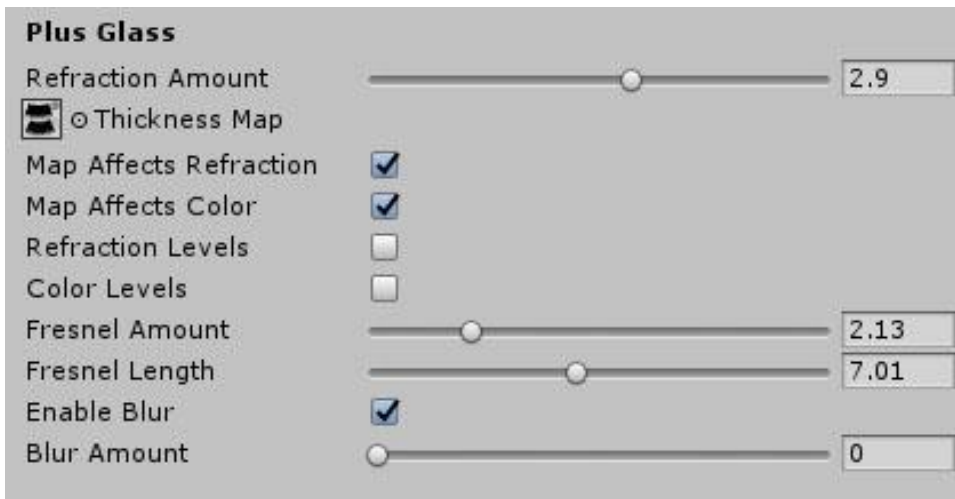 Plus Glass
Refraction Amount 2.9
Thickness Map
Map Affects Refraction
Map Affects Color
Refraction Levels
Color Levels
Fresnel Amount 2.13
Fresnel Length 7.01
Enable Blur
Blur Amount 0